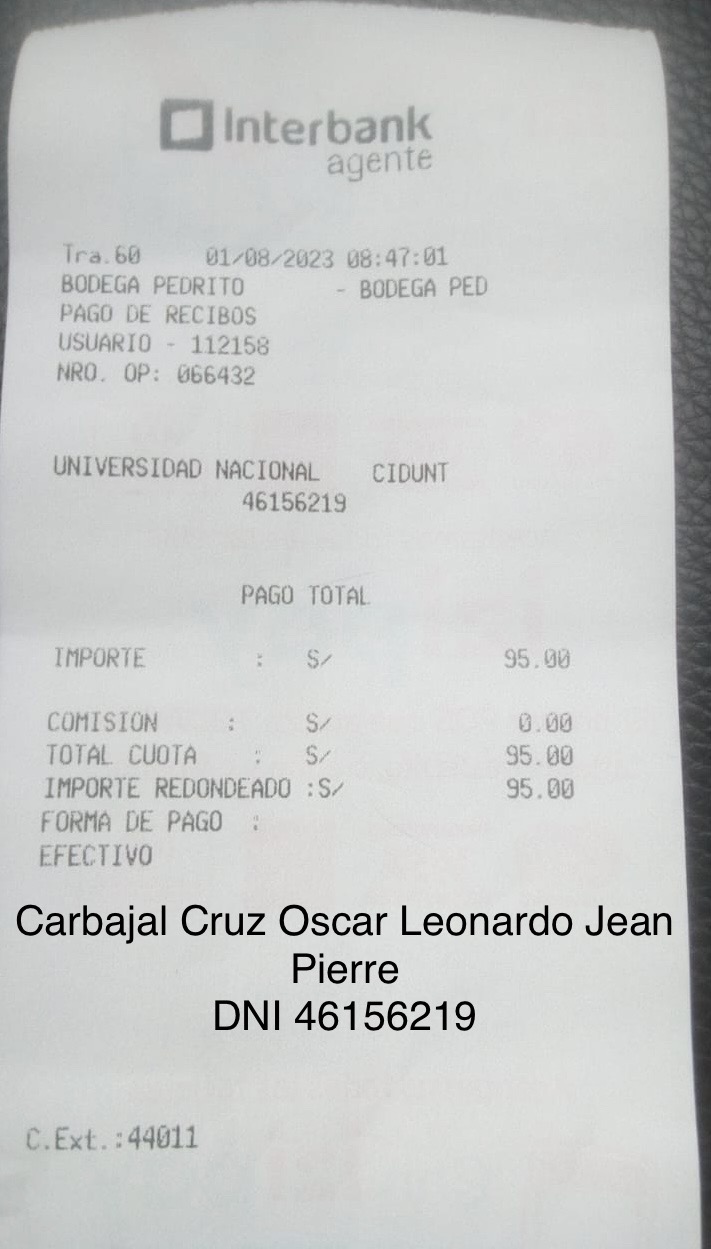 Interbank
agente
Tra.60 01/08/2023 08:47:01
BODEGA PEDRITO - BODEGA PED
PAGO DE RECIBOS
USUARIO - 112158
NRO. OP: 066432
UNIVERSIDAD NACIONAL CIDUNT
46156219
PAGO TOTAL
IMPORTE : S/ 95.00
COMISION : S/ 0.00
TOTAL CUOTA : S/ 95.00
IMPORTE REDONDEADO :S/ 95.00
FORMA DE PAGO :
EFECTIVO
Carbajal Cruz Oscar Leonardo Jean
Pierre
DNI 46156219
C.Ext.:44011